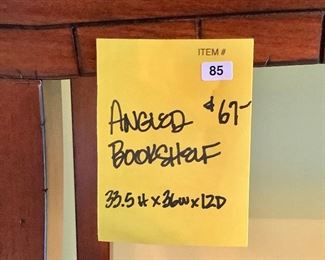 ITEM #
85
ANGLED $67-
BOOKSHELF
33.5H x 36W x 12D